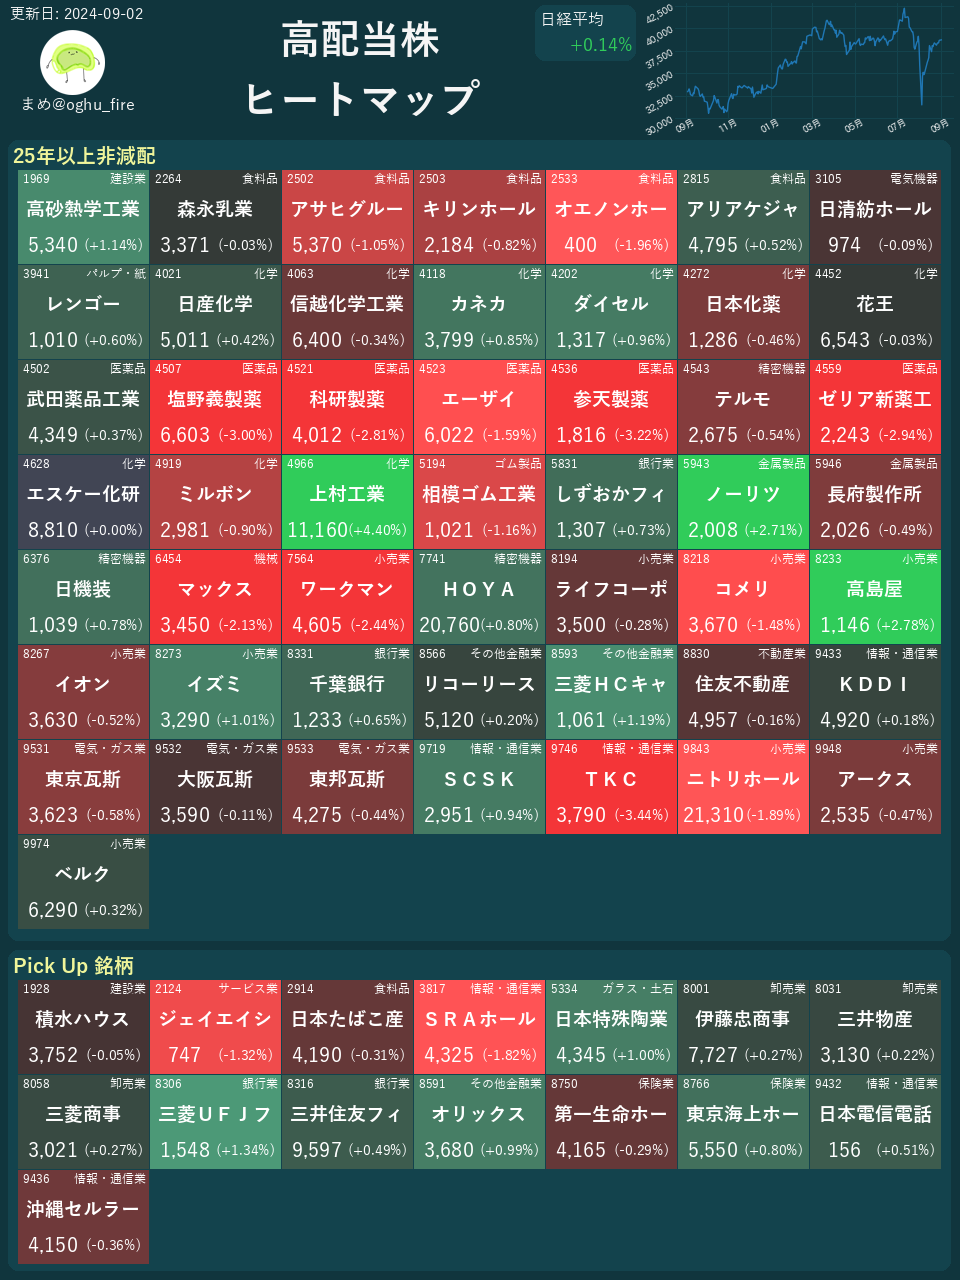 更新日: 2024-09-02
まめ@oghu_fire
高配当株
ヒートマップ
日経平均
+0.14%
42,500
40,000
37,500
35,000
32,500
30,000
09月 11月 01月 03月 05月 07月 09月
25年以上非減配
1969 建設業 2264 食料品 2502 食料品 2503 食料品 2533 食料品 2815 食料品 3105 電気機器
高砂熱学工業 森永乳業 アサヒグルー キリンホール オエノンホー アリアケジャ 日清紡ホール
5,340 (+1.14%) 3,371 (-0.03%) 5,370 (-1.05%) 2,184 (-0.82%) 400 (-1.96%) 4,795 (+0.52%) 974 (-0.09%)
3941 パルプ・紙 4021 化学 4063 化学 4118 化学 4202 化学 4272 化学 4452 化学
レンゴー 日産化学 信越化学工業 カネカ ダイセル 日本化薬 花王
1,010 (+0.60%) 5,011 (+0.42%) 6,400 (-0.34%) 3,799 (+0.85%) 1,317 (+0.96%) 1,286 (-0.46%) 6,543 (-0.03%)
4502 医薬品 4507 医薬品 4521 医薬品 4523 医薬品 4536 医薬品 4543 精密機器 4559 医薬品
武田薬品工業 塩野義製薬 科研製薬 エーザイ 参天製薬 テルモ ゼリア新薬工
4,349 (+0.37%) 6,603 (-3.00%) 4,012 (-2.81%) 6,022 (-1.59%) 1,816 (-3.22%) 2,675 (-0.54%) 2,243 (-2.94%)
4628 化学 4919 化学 4966 化学 5194 ゴム製品 5831 銀行業 5943 金属製品 5946 金属製品
エスケー化研 ミルボン 上村工業 相模ゴム工業 しずおかフィ ノーリツ 長府製作所
8,810 (+0.00%) 2,981 (-0.90%) 11,160(+4.40%) 1,021 (-1.16%) 1,307 (+0.73%) 2,008 (+2.71%) 2,026 (-0.49%)
6376 精密機器 6454 機械 7564 小売業 7741 精密機器 8194 小売業 8218 小売業 8233 小売業
日機装 マックス ワークマン ＨＯＹＡ ライフコーポ コメリ 高島屋
1,039 (+0.78%) 3,450 (-2.13%) 4,605 (-2.44%) 20,760(+0.80%) 3,500 (-0.28%) 3,670 (-1.48%) 1,146 (+2.78%)
8267 小売業 8273 小売業 8331 銀行業 8566 その他金融業 8593 その他金融業 8830 不動産業 9433 情報・通信業
イオン イズミ 千葉銀行 リコーリース 三菱ＨＣキャ 住友不動産 ＫＤＤＩ
3,630 (-0.52%) 3,290 (+1.01%) 1,233 (+0.65%) 5,120 (+0.20%) 1,061 (+1.19%) 4,957 (-0.16%) 4,920 (+0.18%)
9531 電気・ガス業 9532 電気・ガス業 9533 電気・ガス業 9719 情報・通信業 9746 情報・通信業 9843 小売業 9948 小売業
東京瓦斯 大阪瓦斯 東邦瓦斯 ＳＣＳＫ ＴＫＣ ニトリホール アークス
3,623 (-0.58%) 3,590 (-0.11%) 4,275 (-0.44%) 2,951 (+0.94%) 3,790 (-3.44%) 21,310(-1.89%) 2,535 (-0.47%)
9974 小売業
ベルク
6,290 (+0.32%)
Pick Up 銘柄
1928 建設業 2124 サービス業 2914 食料品 3817 情報・通信業 5334 ガラス・土石 8001 卸売業 8031 卸売業
積水ハウス ジェイエイシ 日本たばこ産 ＳＲＡホール 日本特殊陶業 伊藤忠商事 三井物産
3,752 (-0.05%) 747 (-1.32%) 4,190 (-0.31%) 4,325 (-1.82%) 4,345 (+1.00%) 7,727 (+0.27%) 3,130 (+0.22%)
8058 卸売業 8306 銀行業 8316 銀行業 8591 その他金融業 8750 保険業 8766 保険業 9432 情報・通信業
三菱商事 三菱ＵＦＪフ 三井住友フィ オリックス 第一生命ホー 東京海上ホー 日本電信電話
3,021 (+0.27%) 1,548 (+1.34%) 9,597 (+0.49%) 3,680 (+0.99%) 4,165 (-0.29%) 5,550 (+0.80%) 156 (+0.51%)
9436 情報・通信業
沖縄セルラー
4,150 (-0.36%)